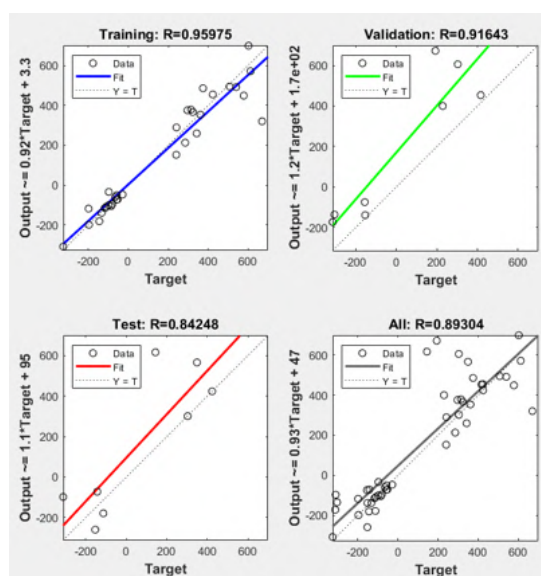 Training: R=0.95975
Output ~= 0.92*Target + 3.3
600
400
200
0
-200
Data
Fit
Y = T
-200 0 200 400 600
Target
Validation: R=0.91643
Output ~= 1.2*Target + 1.7e+02
600
400
200
0
-200
Data
Fit
Y = T
-200 0 200 400 600
Target
Test: R=0.84248
Output ~= 1.1*Target + 95
600
400
200
0
-200
Data
Fit
Y = T
-200 0 200 400 600
Target
All: R=0.89304
Output ~= 0.93*Target + 47
600
400
200
0
-200
Data
Fit
Y = T
-200 0 200 400 600
Target